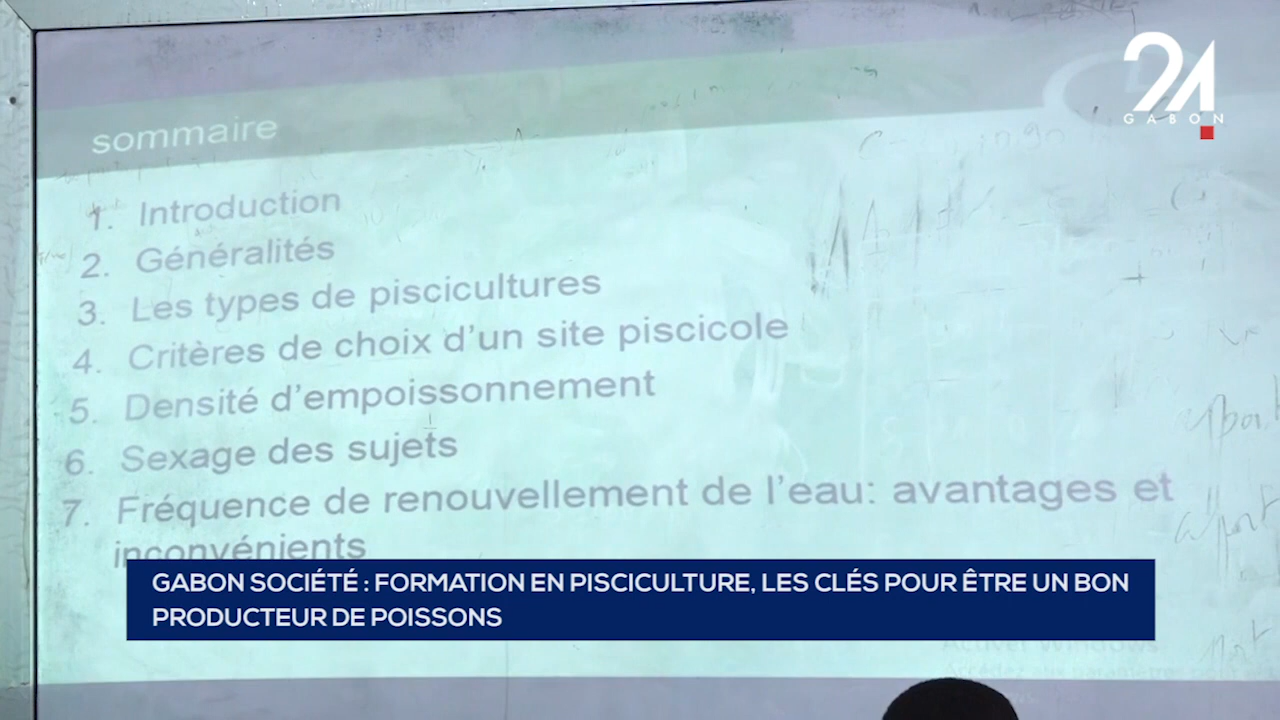 24
GABON
sommaire
1. Introduction
2. Généralités
3. Les types de piscicultures
4. Critères de choix d'un site piscicole
5. Densité d'empoissonnement
6. Sexage des sujets
7. Fréquence de renouvellement de l'eau: avantages et
inconvénients
GABON SOCIÉTÉ : FORMATION EN PISCICULTURE, LES CLÉS POUR ÊTRE UN BON
PRODUCTEUR DE POISSONS
Activer Windows